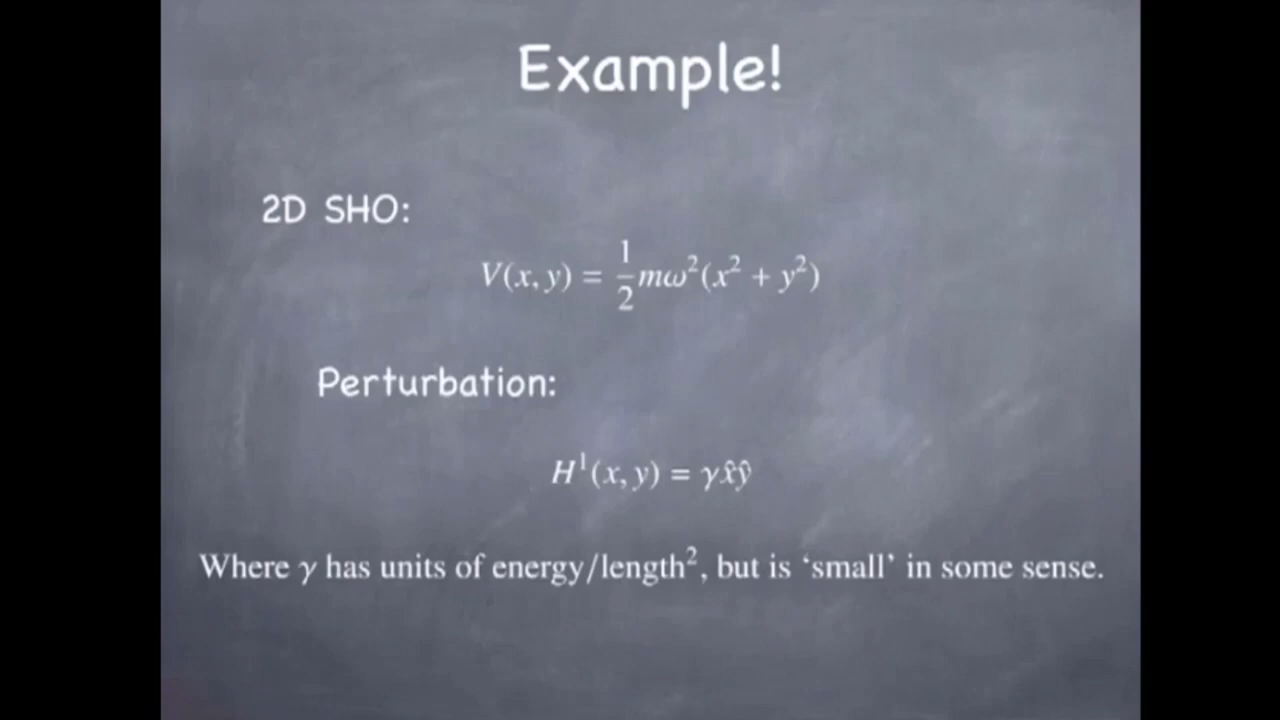 Example!
2D SHO:
V(x, y) = \frac{1}{2}mω²(x² + y²)
Perturbation:
H¹(x, y) = γx̂ŷ
Where γ has units of energy/length², but is ‘small’ in some sense.